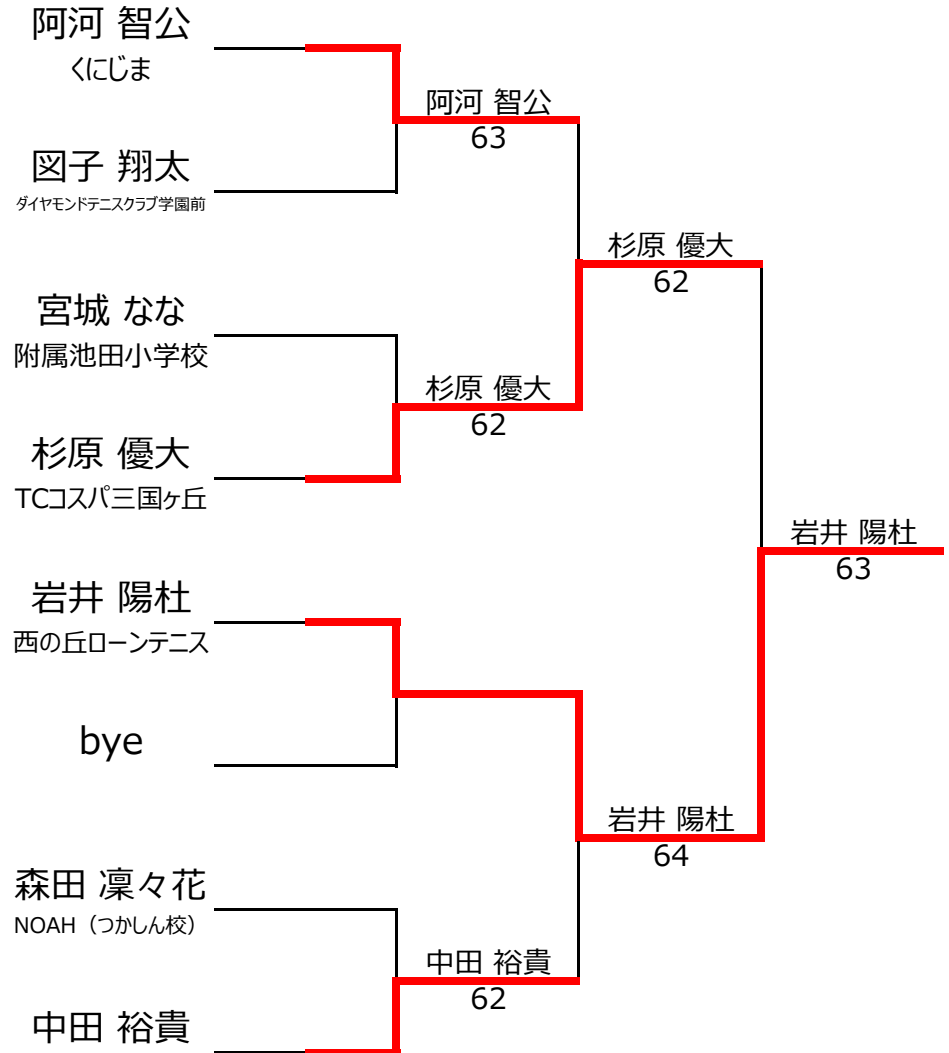 阿河 智公
くにじま
阿河 智公
63
図子 翔太
ダイヤモンドテニスクラブ学園前
杉原 優大
62
宮城 なな
附属池田小学校
杉原 優大
62
杉原 優大
TCコスパ三国ヶ丘
岩井 陽杜
63
岩井 陽杜
西の丘ローンテニス
bye
岩井 陽杜
64
森田 凜々花
NOAH（つかしん校）
中田 裕貴
62
中田 裕貴